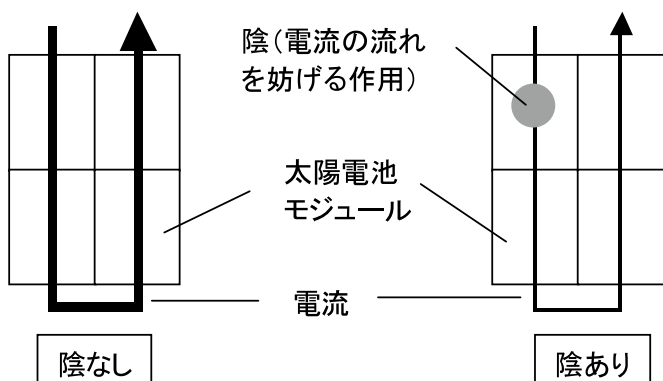 陰（電流の流れ
を妨げる作用）
太陽電池
モジュール
電流
陰なし
陰あり